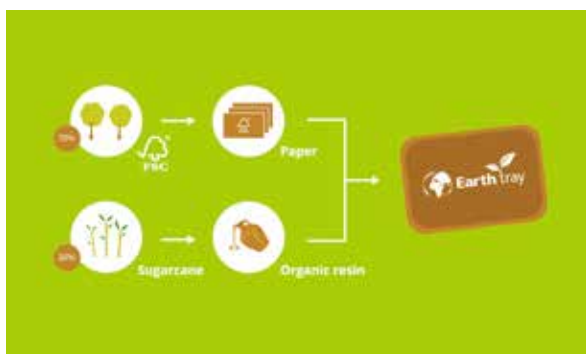 70%
FSC
Paper
Earth tray
30%
Sugarcane
Organic resin